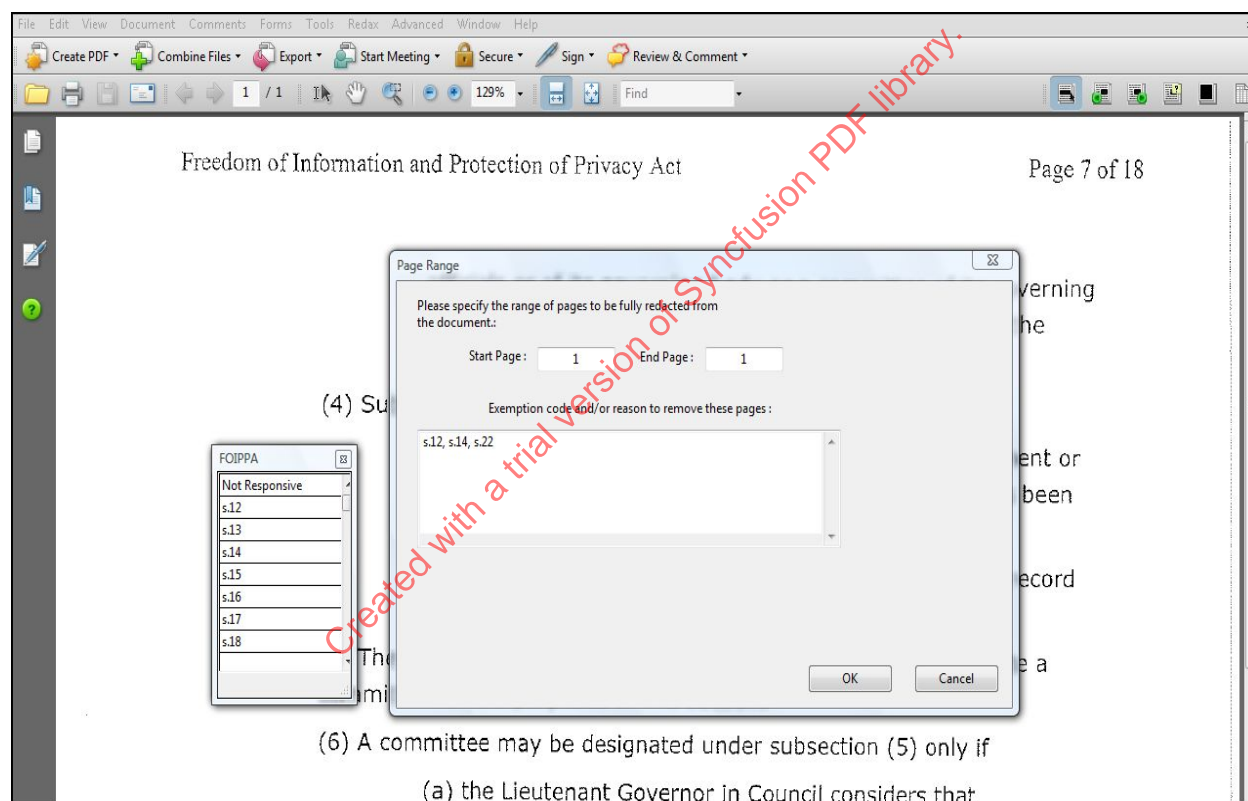 File Edit View Document Comments Forms Tools Redax Advanced Window Help
Create PDF Combine Files Export Start Meeting Secure Sign Review & Comment
1 / 1 129% Find
Freedom of Information and Protection of Privacy Act Page 7 of 18
Page Range
verning
Please specify the range of pages to be fully redacted from
the document.:
he
Start Page : 1 End Page : 1
(4) Su
Exemption code and/or reason to remove these pages :
s.12, s.14, s.22
FOIPPA
Not Responsive
s.12
s.13
s.14
s.15
s.16
s.17
s.18
ent or
been
ecord
The
e a
OK Cancel
ami
(6) A committee may be designated under subsection (5) only if
(a) the Lieutenant Governor in Council considers that
Created with a trial version of Syncfusion PDF library.